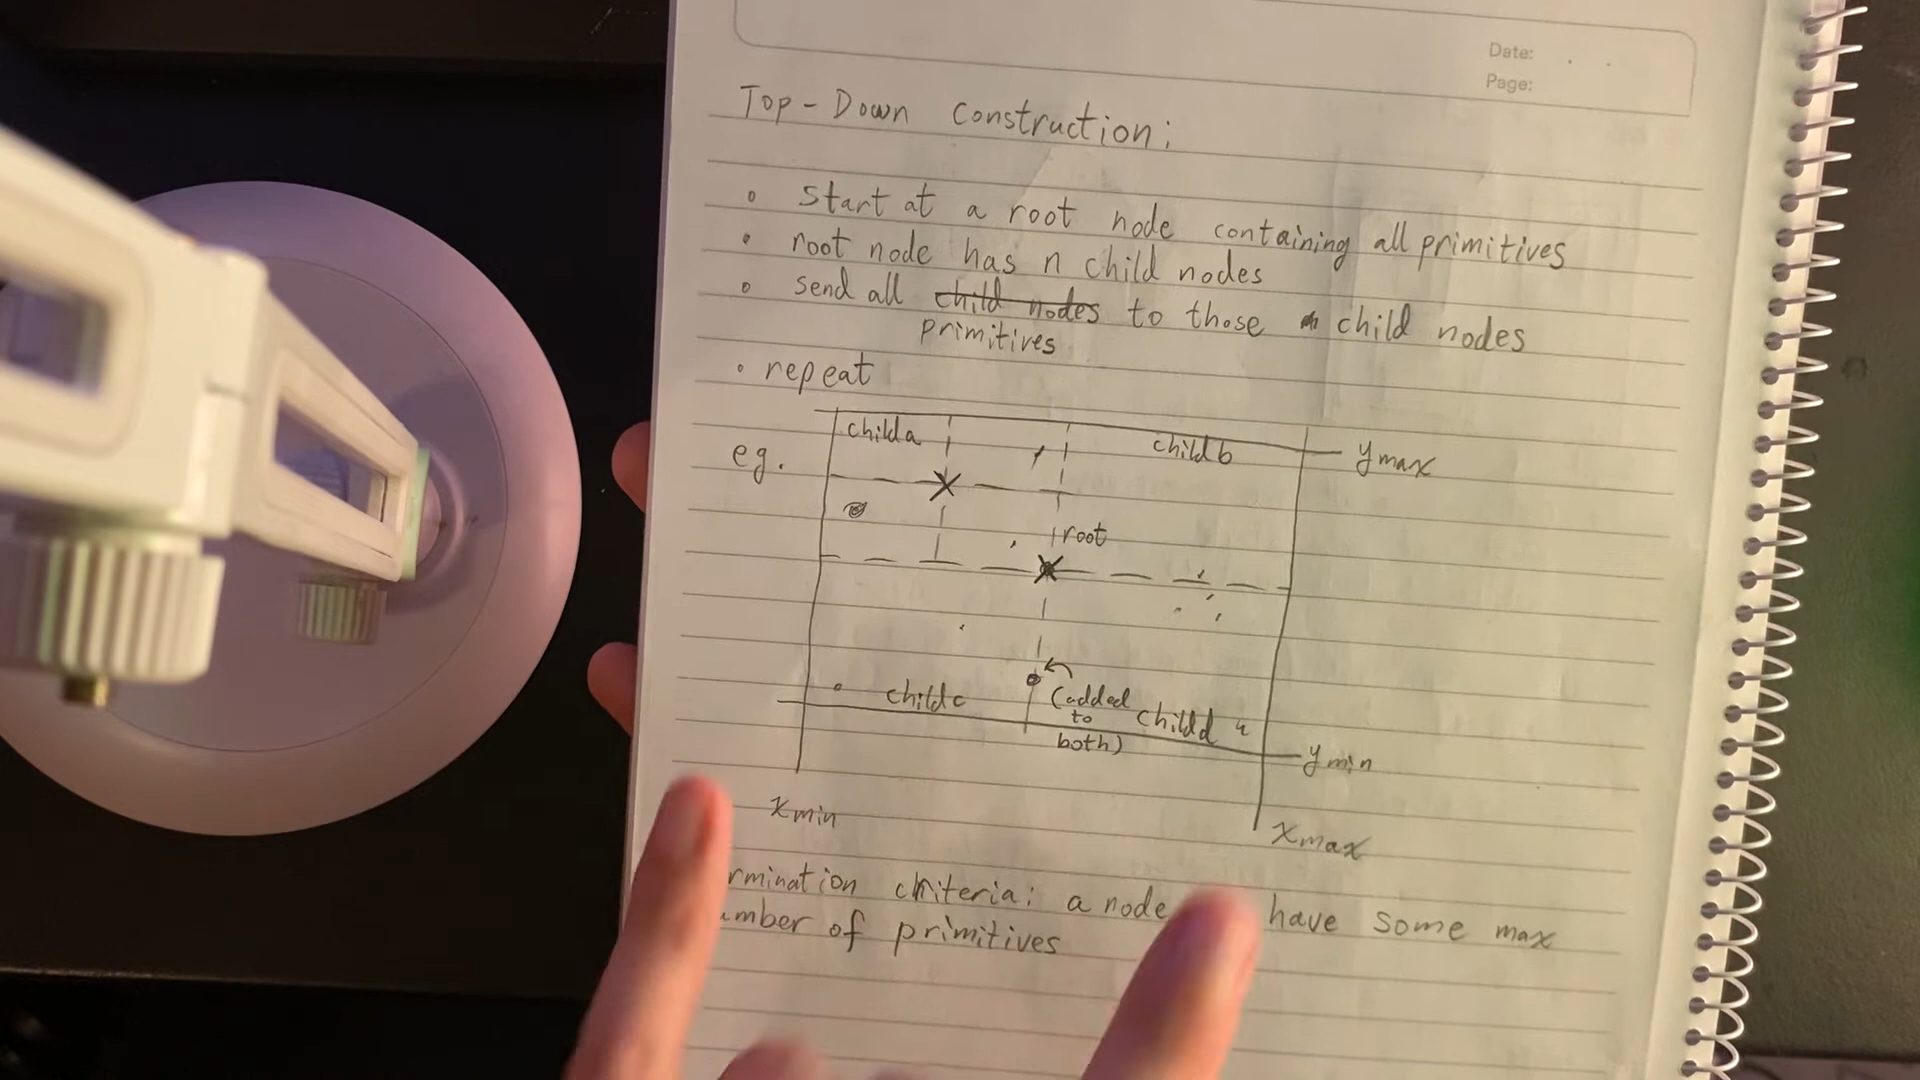 Date:
Page:
Top-Down Construction:
start at a root node containing all primitives
root node has n child nodes
send all child nodes to those child nodes
primitives
repeat
eg.
child a
child b
ymax
root
child c
(added to both)
child d
ymin
xmin
xmax
rmination criteria: a node have some max
umber of primitives